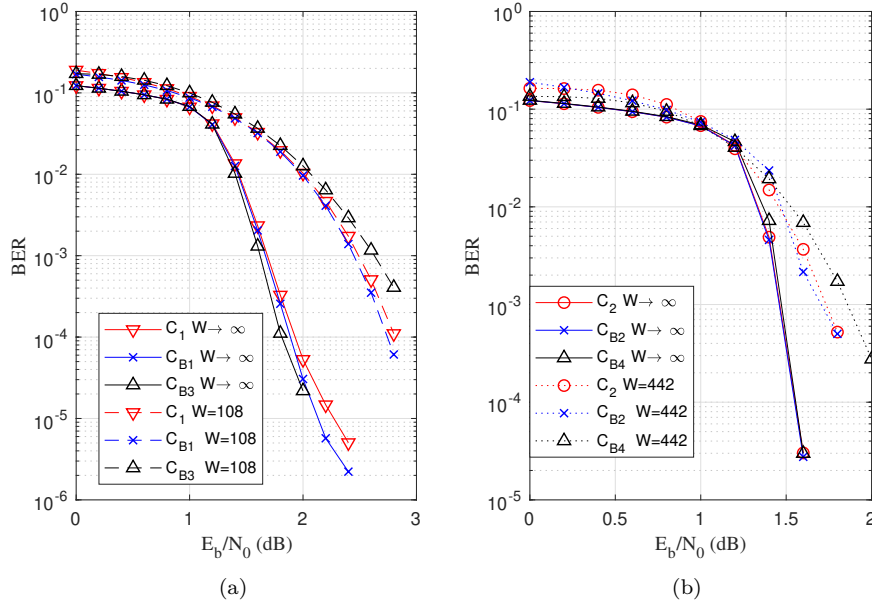 10^0
10^-1
10^-2
10^-3
10^-4
10^-5
10^-6
BER
0
1
2
3
E_b/N_0 (dB)
C_1 W→ ∞
C_B1 W→ ∞
C_B3 W→ ∞
C_1 W=108
C_B1 W=108
C_B3 W=108
(a)
10^0
10^-1
10^-2
10^-3
10^-4
10^-5
BER
0
0.5
1
1.5
2
E_b/N_0 (dB)
C_2 W→ ∞
C_B2 W→ ∞
C_B4 W→ ∞
C_2 W=442
C_B2 W=442
C_B4 W=442
(b)